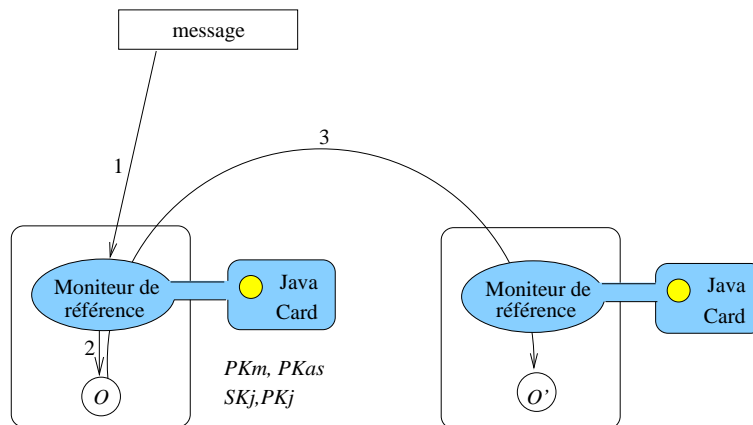 message
1
3
Moniteur de
référence
Java
Card
Moniteur de
référence
Java
Card
2
O
PKm, PKas
SKj,PKj
O'